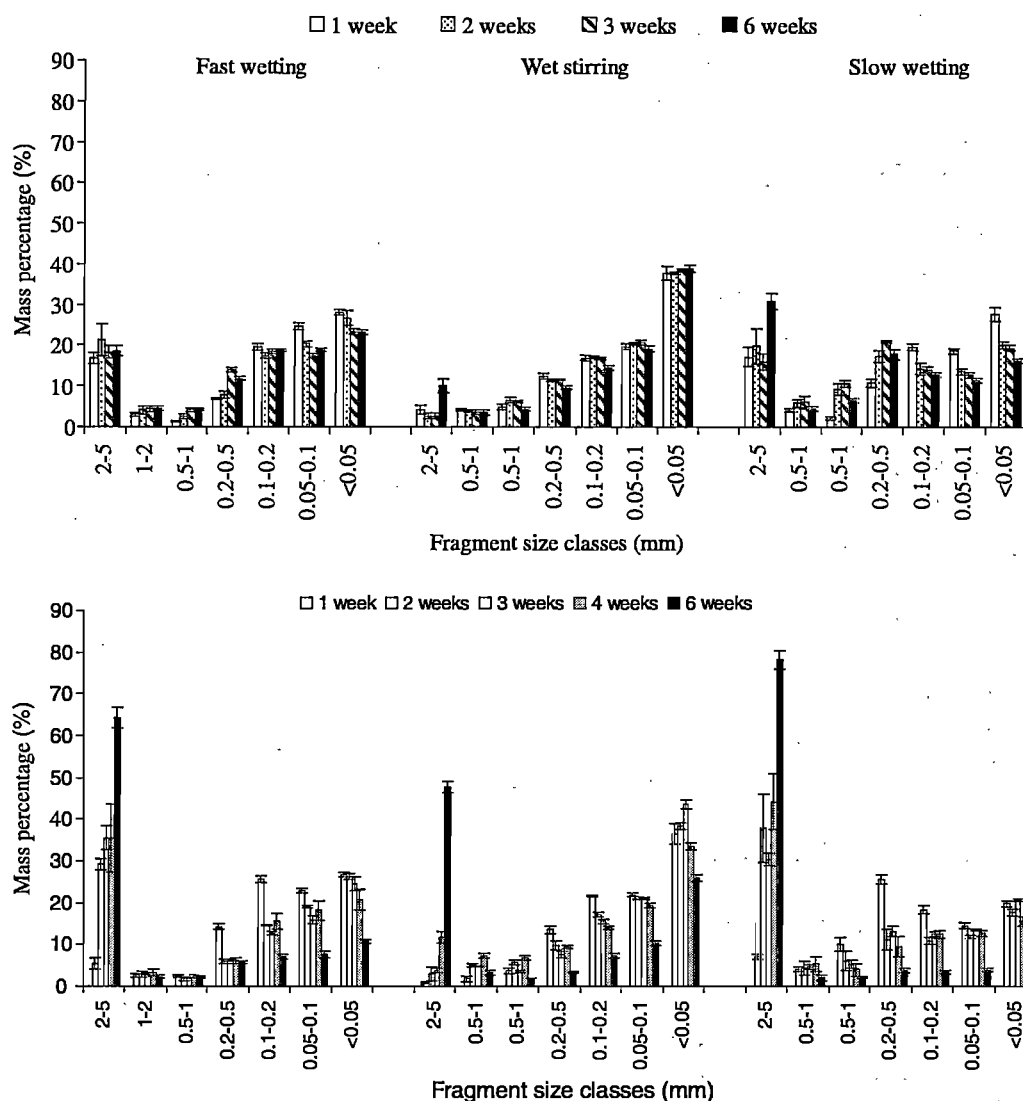 1 week 2 weeks 3 weeks 6 weeks
90
80
70
60
50
40
30
20
10
0
Mass percentage (%)
Fast wetting Wet stirring Slow wetting
2-5 1-2 0.5-1 0.2-0.5 0.1-0.2 0.05-0.1 <0.05 2-5 0.5-1 0.5-1 0.2-0.5 0.1-0.2 0.05-0.1 <0.05 2-5 0.5-1 0.5-1 0.2-0.5 0.1-0.2 0.05-0.1 <0.05
Fragment size classes (mm)
1 week 2 weeks 3 weeks 4 weeks 6 weeks
90
80
70
60
50
40
30
20
10
0
Mass percentage (%)
2-5 1-2 0.5-1 0.2-0.5 0.1-0.2 0.05-0.1 <0.05 2-5 0.5-1 0.5-1 0.2-0.5 0.1-0.2 0.05-0.1 <0.05 2-5 0.5-1 0.5-1 0.2-0.5 0.1-0.2 0.05-0.1 <0.05
Fragment size classes (mm)